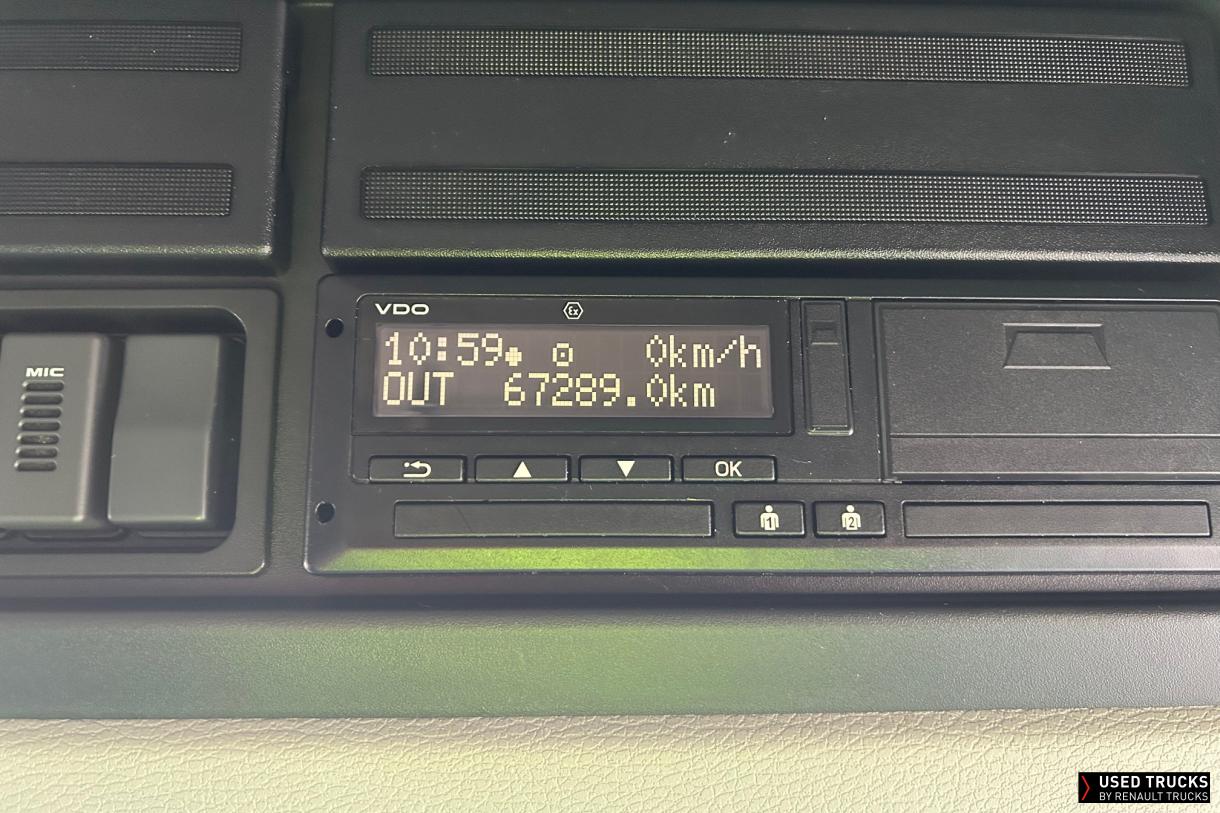 VDO
Ex
10:59 0km/h
OUT 67289.0km
MIC
OK
1 2
USED TRUCKS
BY RENAULT TRUCKS